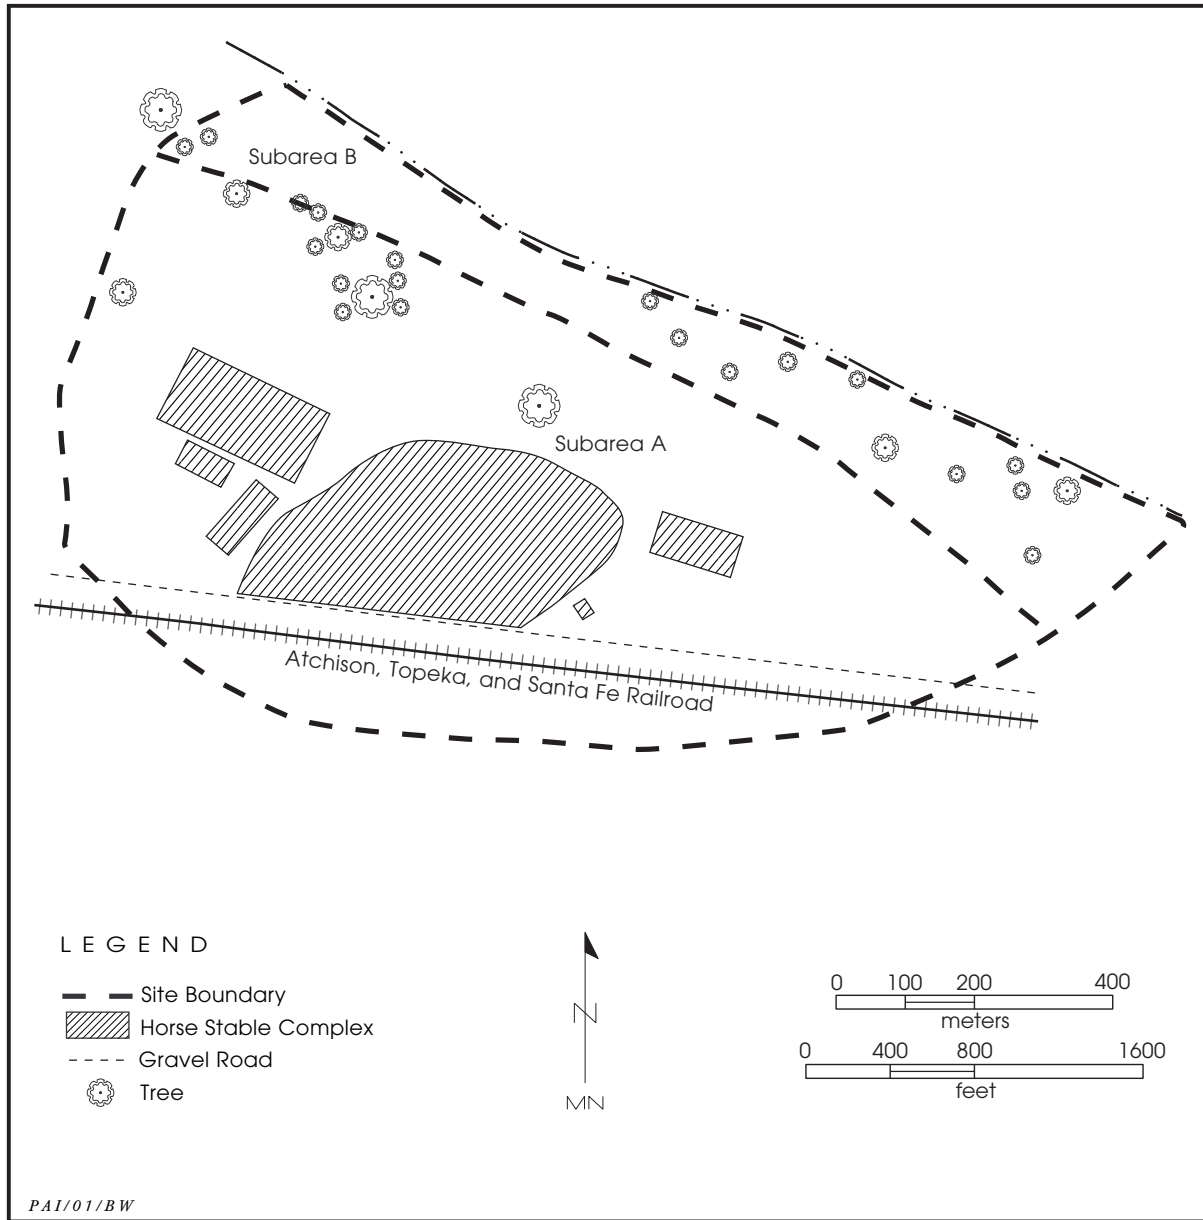 Subarea B
Subarea A
Atchison, Topeka, and Santa Fe Railroad
LEGEND
Site Boundary
Horse Stable Complex
Gravel Road
Tree
N
MN
0 100 200 400
meters
0 400 800 1600
feet
PAI/01/BW